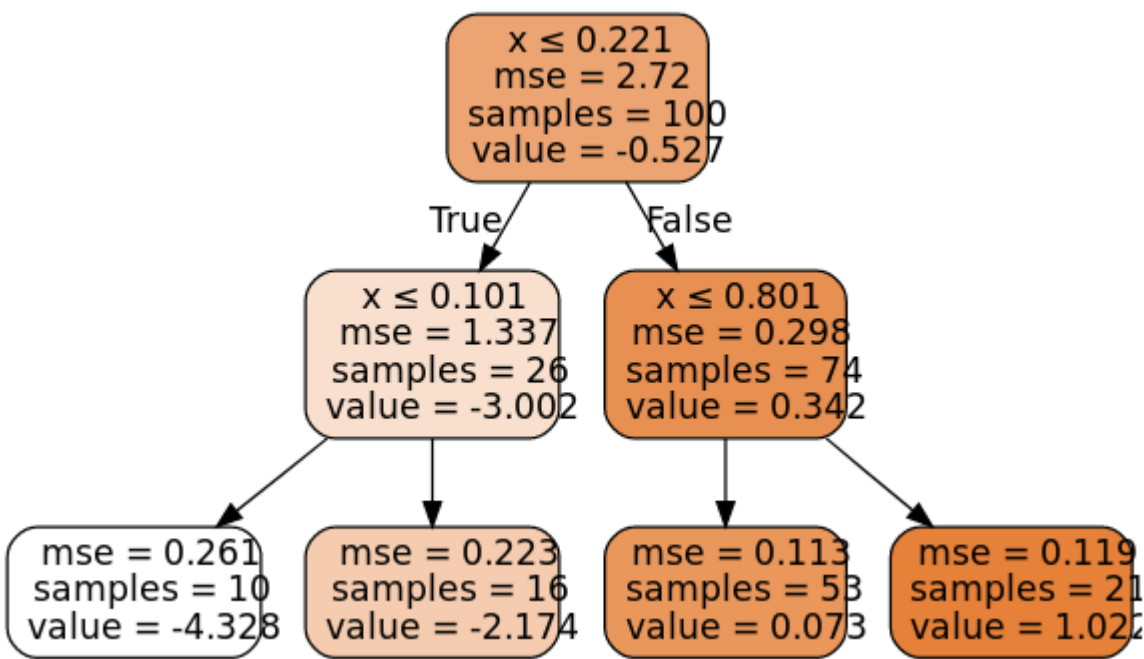 x ≤ 0.221
mse = 2.72
samples = 100
value = -0.527
True
False
x ≤ 0.101
mse = 1.337
samples = 26
value = -3.002
x ≤ 0.801
mse = 0.298
samples = 74
value = 0.342
mse = 0.261
samples = 10
value = -4.328
mse = 0.223
samples = 16
value = -2.174
mse = 0.113
samples = 53
value = 0.073
mse = 0.119
samples = 21
value = 1.022